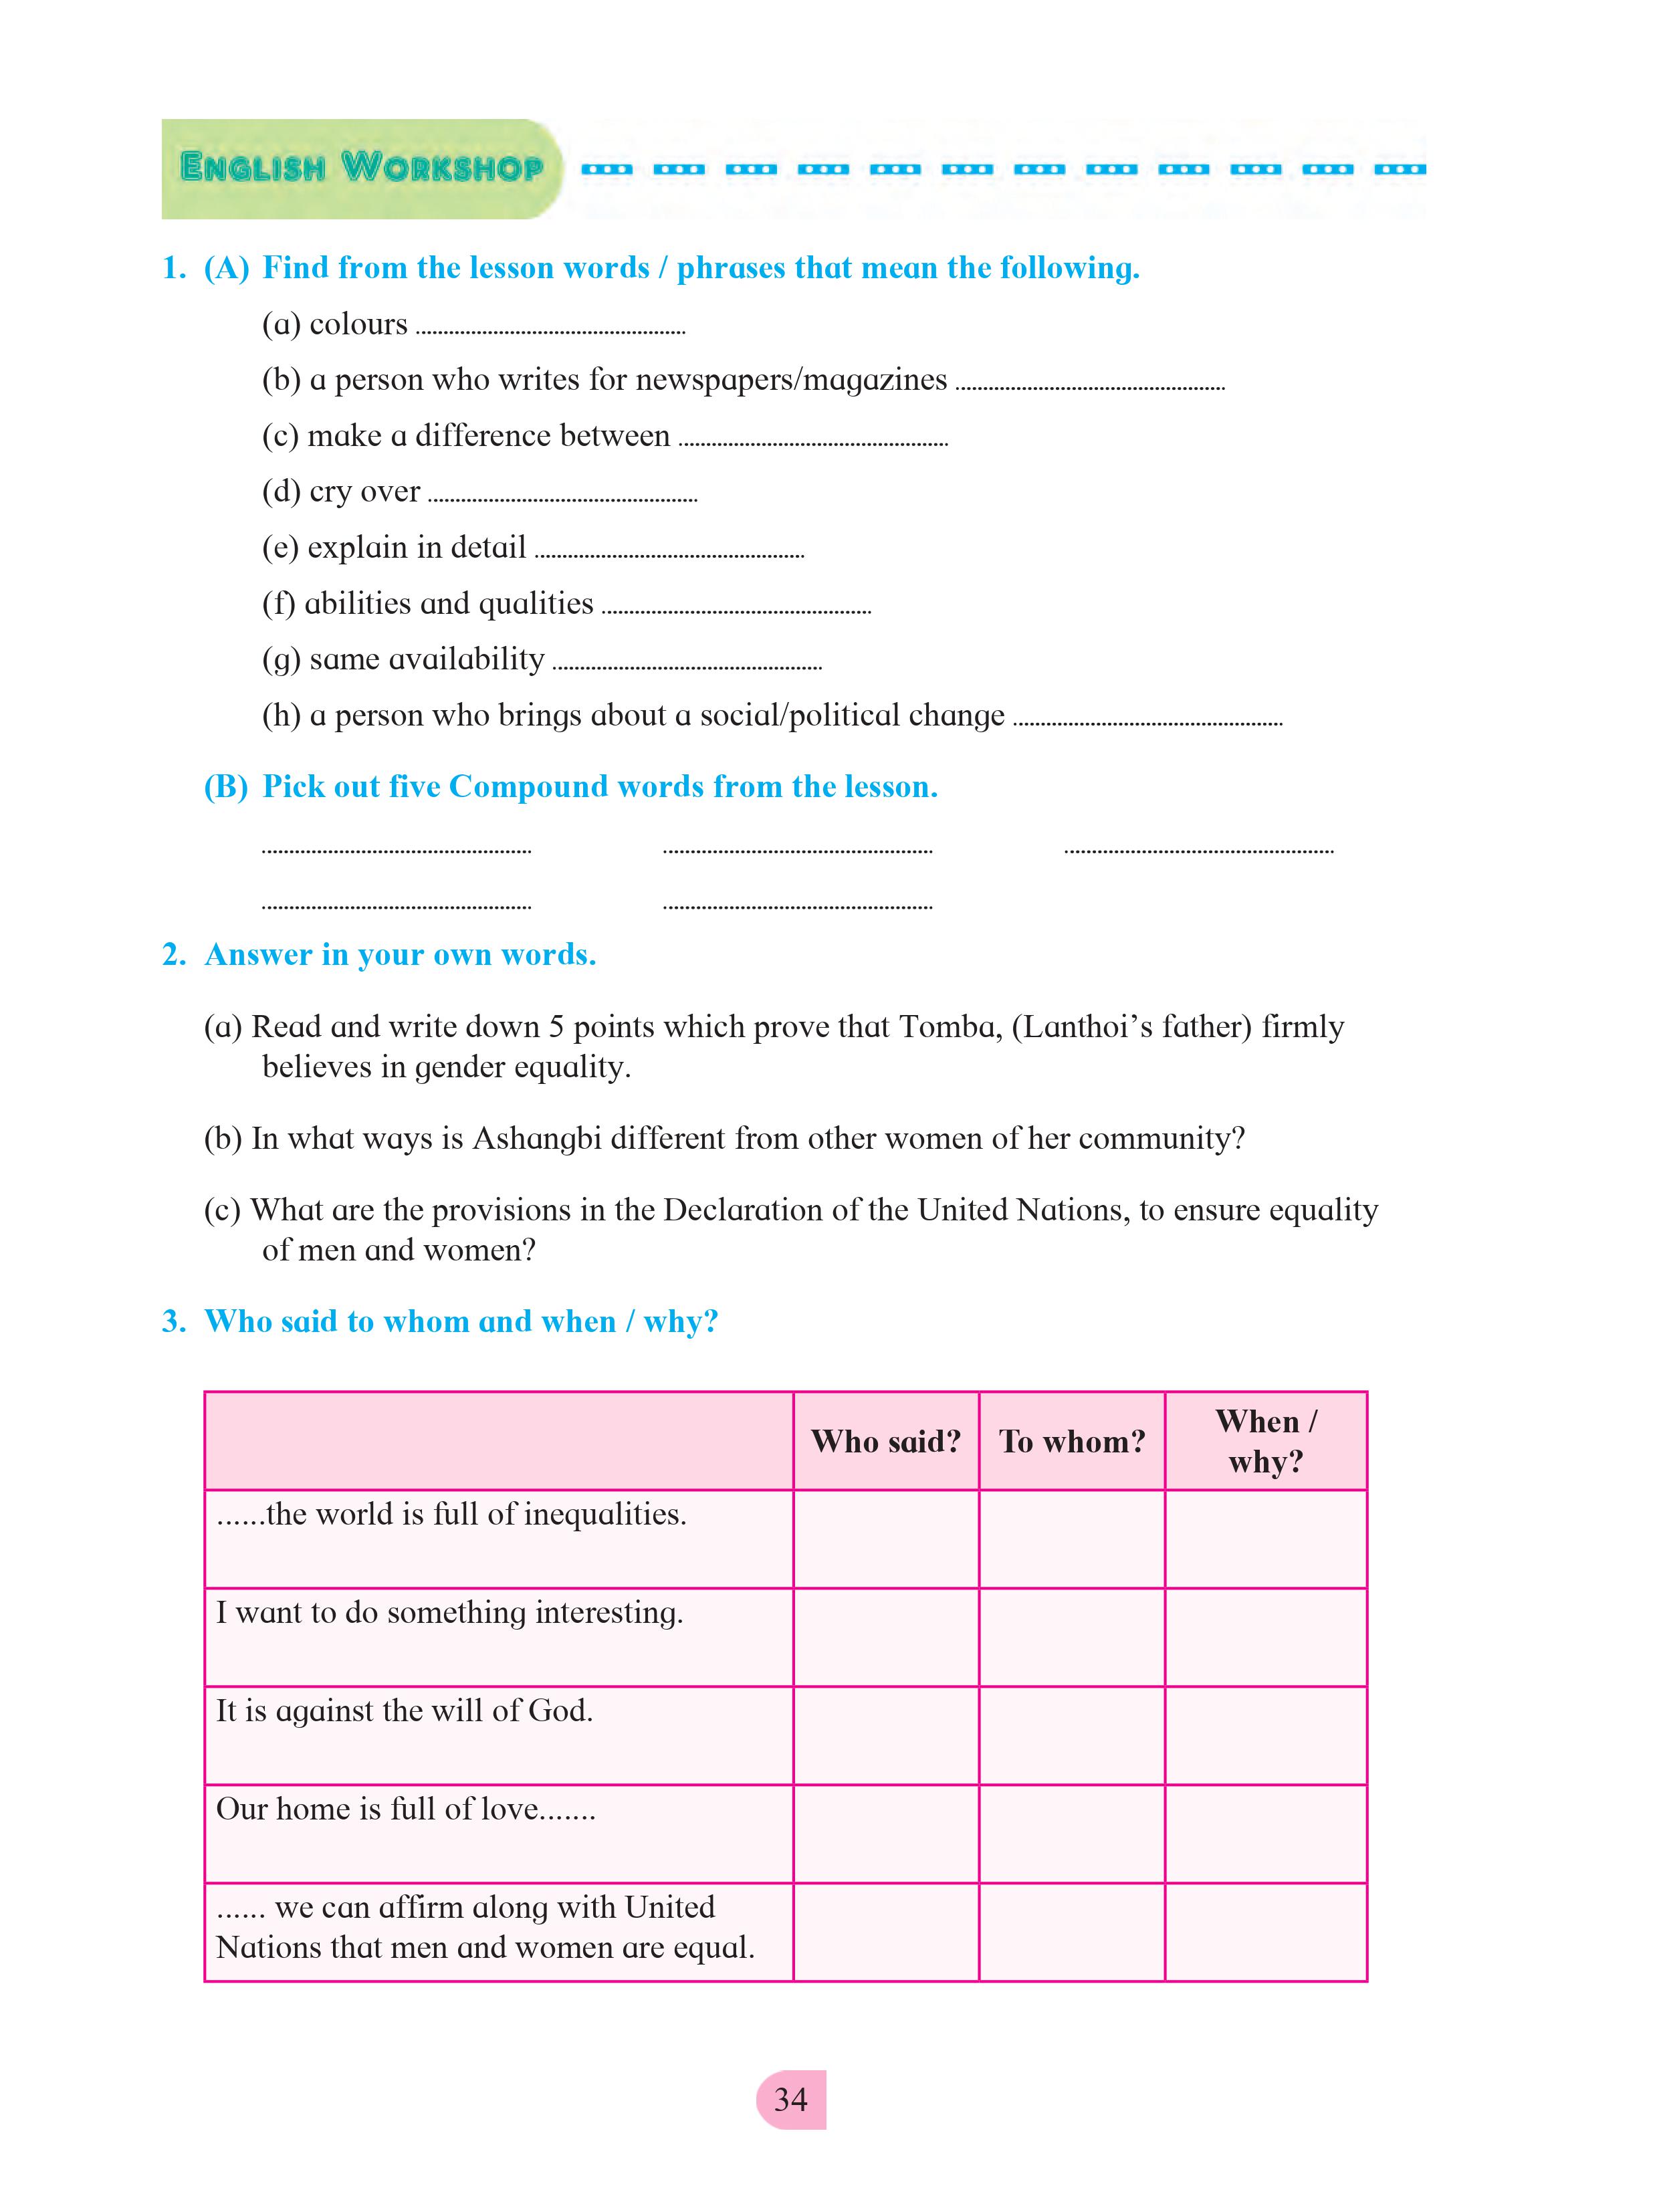 ENGLISH WORKSHOP
1. (A) Find from the lesson words / phrases that mean the following.
(a) colours ................................................
(b) a person who writes for newspapers/magazines ................................................
(c) make a difference between ................................................
(d) cry over ................................................
(e) explain in detail ................................................
(f) abilities and qualities ................................................
(g) same availability ................................................
(h) a person who brings about a social/political change ................................................
(B) Pick out five Compound words from the lesson.
................................................ ................................................ ................................................
................................................ ................................................
2. Answer in your own words.
(a) Read and write down 5 points which prove that Tomba, (Lanthoi’s father) firmly
believes in gender equality.
(b) In what ways is Ashangbi different from other women of her community?
(c) What are the provisions in the Declaration of the United Nations, to ensure equality
of men and women?
3. Who said to whom and when / why?
Who said? To whom? When /
why?
......the world is full of inequalities.
I want to do something interesting.
It is against the will of God.
Our home is full of love.......
...... we can affirm along with United
Nations that men and women are equal.
34